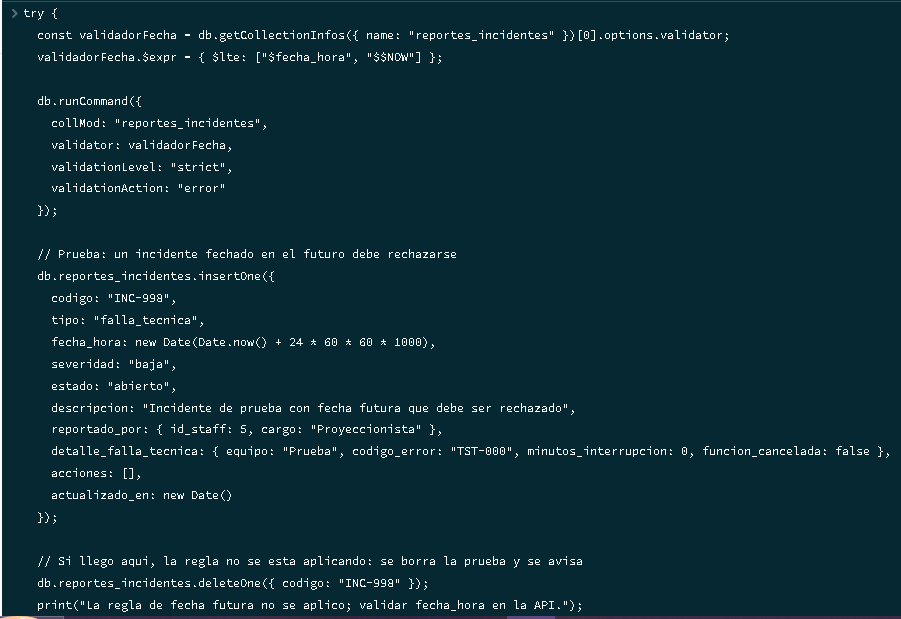 > try {
const validadorFecha = db.getCollectionInfos({ name: "reportes_incidentes" })[0].options.validator;
validadorFecha.$expr = { $lte: ["$fecha_hora", "$$NOW"] };
db.runCommand({
collMod: "reportes_incidentes",
validator: validadorFecha,
validationLevel: "strict",
validationAction: "error"
});
// Prueba: un incidente fechado en el futuro debe rechazarse
db.reportes_incidentes.insertOne({
codigo: "INC-998",
tipo: "falla_tecnica",
fecha_hora: new Date(Date.now() + 24 * 60 * 60 * 1000),
severidad: "baja",
estado: "abierto",
descripcion: "Incidente de prueba con fecha futura que debe ser rechazado",
reportado_por: { id_staff: 5, cargo: "Proyeccionista" },
detalle_falla_tecnica: { equipo: "Prueba", codigo_error: "TST-000", minutos_interrupcion: 0, funcion_cancelada: false },
acciones: [],
actualizado_en: new Date()
});
// Si llego aqui, la regla no se esta aplicando: se borra la prueba y se avisa
db.reportes_incidentes.deleteOne({ codigo: "INC-998" });
print("La regla de fecha futura no se aplico; validar fecha_hora en la API.");